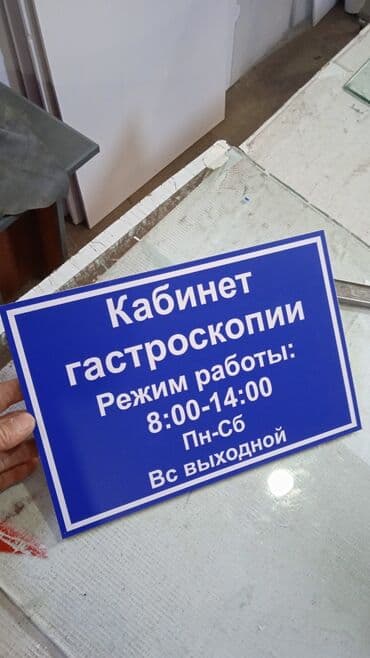 Кабинет
гастроскопии
Режим работы:
8:00-14:00
Пн-Сб
Вс выходной